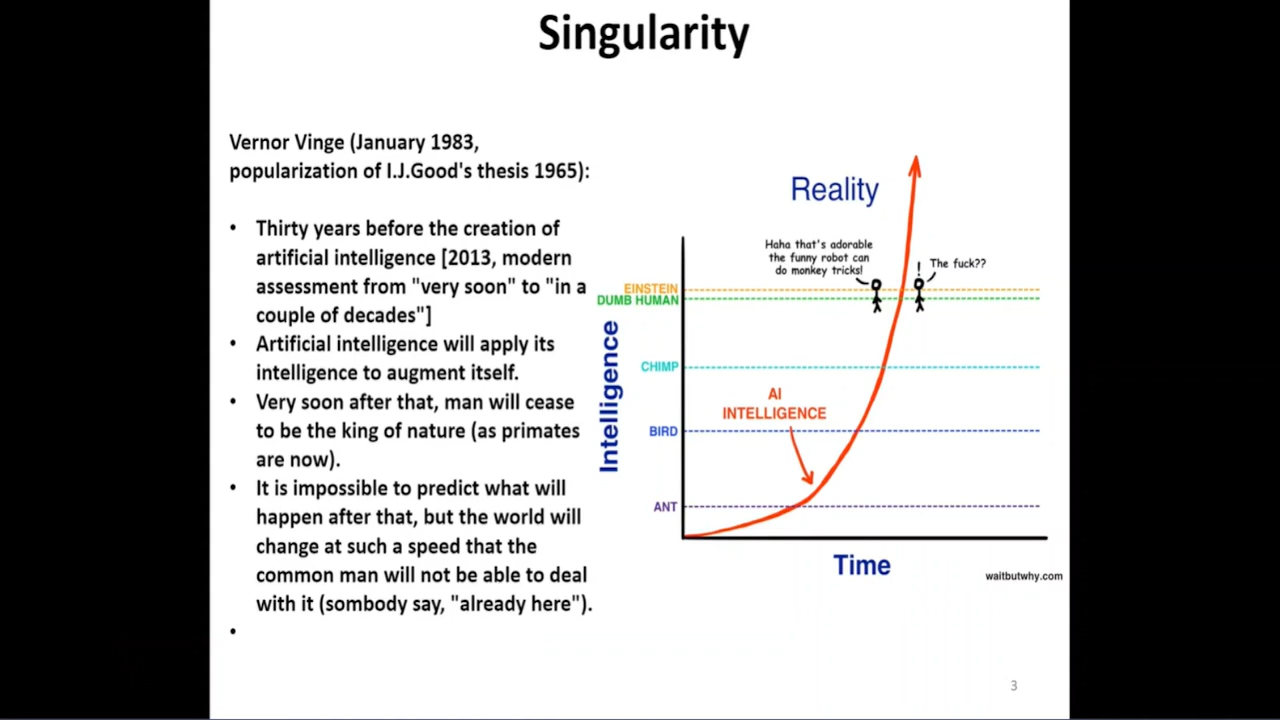 Singularity
Vernor Vinge (January 1983,
popularization of I.J.Good's thesis 1965):
• Thirty years before the creation of
artificial intelligence [2013, modern
assessment from "very soon" to "in a
couple of decades"]
• Artificial intelligence will apply its
intelligence to augment itself.
• Very soon after that, man will cease
to be the king of nature (as primates
are now).
• It is impossible to predict what will
happen after that, but the world will
change at such a speed that the
common man will not be able to deal
with it (sombody say, "already here").
•
Reality
Haha that's adorable
the funny robot can
do monkey tricks!
!
The fuck??
EINSTEIN
DUMB HUMAN
CHIMP
AI
INTELLIGENCE
BIRD
ANT
Intelligence
Time
waitbutwhy.com
3